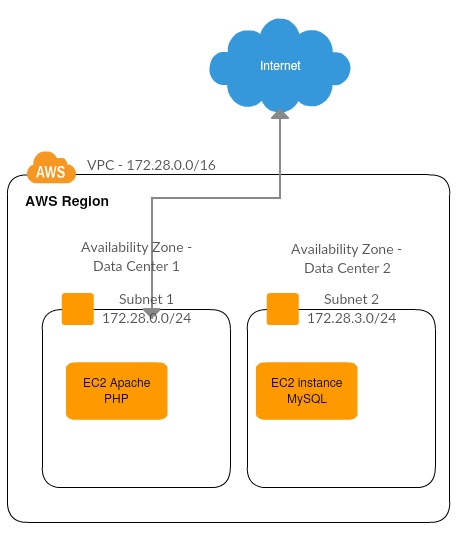 Internet
AWS
VPC - 172.28.0.0/16
AWS Region
Availability Zone -
Data Center 1
Availability Zone -
Data Center 2
Subnet 1
172.28.0.0/24
Subnet 2
172.28.3.0/24
EC2 Apache
PHP
EC2 instance
MySQL